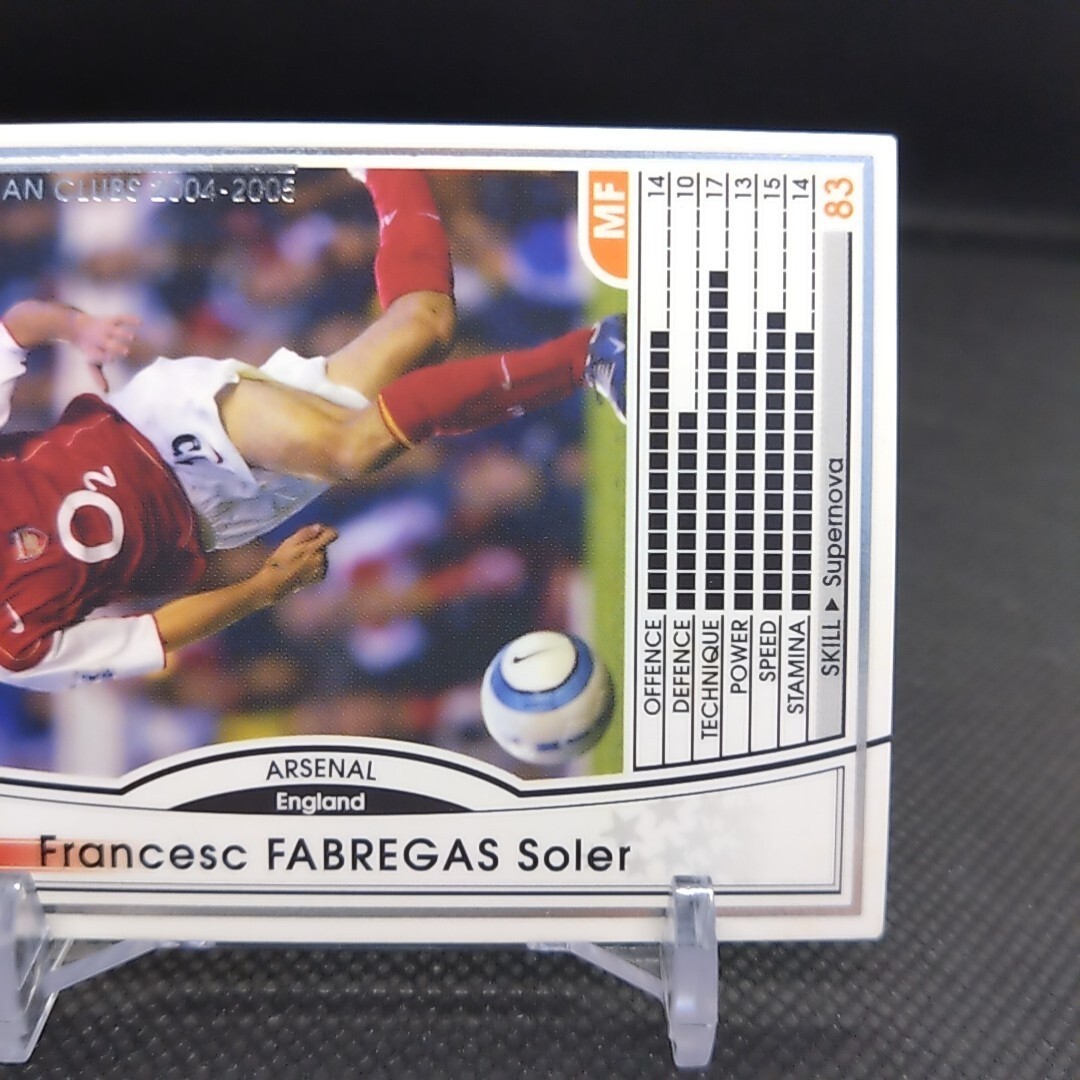 AN CLUBS 2004-2005
MF
OFFENCE 14
DEFENCE 10
TECHNIQUE 17
POWER 13
SPEED 15
STAMINA 14
SKILL ▶ Supernova 83
O2
ARSENAL
England
Francesc FABREGAS Soler